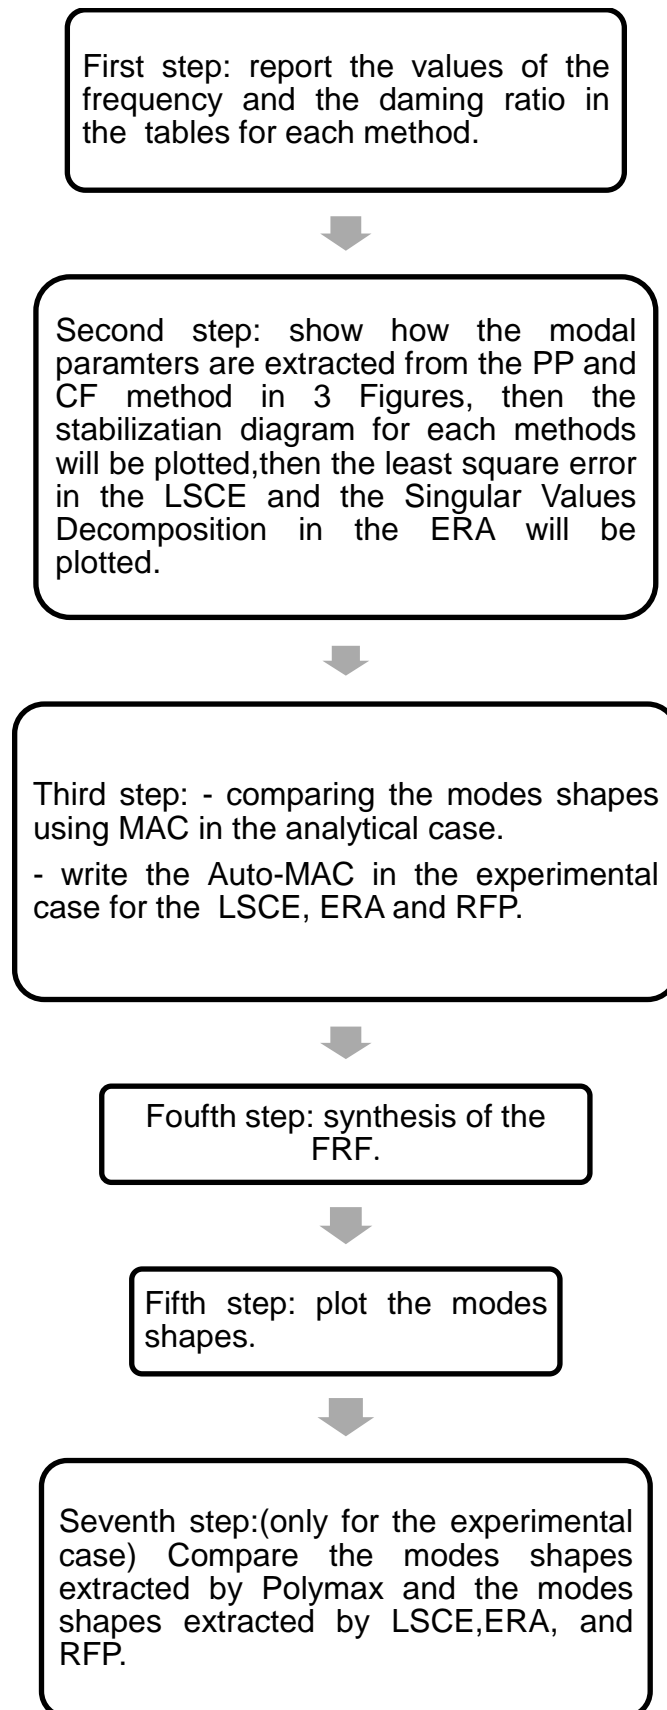 First step: report the values of the
frequency and the daming ratio in
the tables for each method.
Second step: show how the modal
paramters are extracted from the PP and
CF method in 3 Figures, then the
stabilizatian diagram for each methods
will be plotted,then the least square error
in the LSCE and the Singular Values
Decomposition in the ERA will be
plotted.
Third step: - comparing the modes shapes
using MAC in the analytical case.
- write the Auto-MAC in the experimental
case for the LSCE, ERA and RFP.
Foufth step: synthesis of the
FRF.
Fifth step: plot the modes
shapes.
Seventh step:(only for the experimental
case) Compare the modes shapes
extracted by Polymax and the modes
shapes extracted by LSCE,ERA, and
RFP.